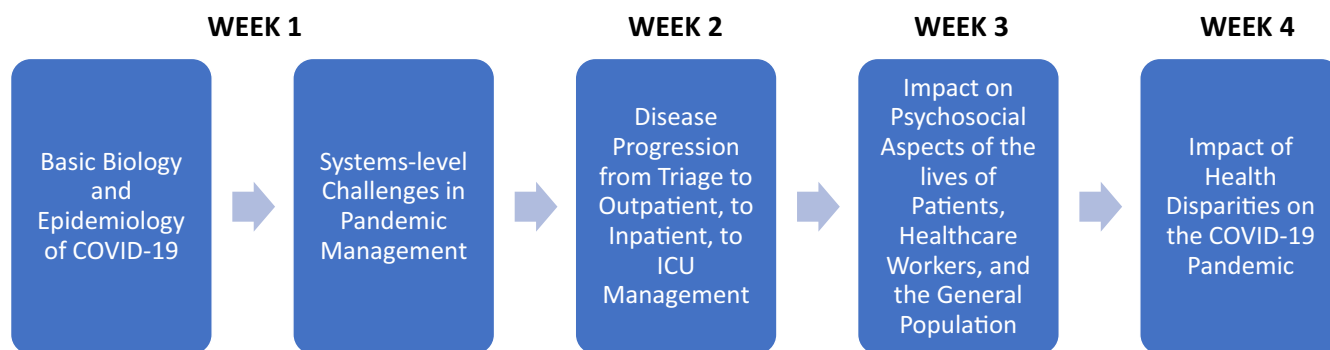 WEEK 1
WEEK 2
WEEK 3
WEEK 4
Basic Biology
and
Epidemiology
of COVID-19
Systems-level
Challenges in
Pandemic
Management
Disease
Progression
from Triage to
Outpatient, to
Inpatient, to
ICU
Management
Impact on
Psychosocial
Aspects of the
lives of
Patients,
Healthcare
Workers, and
the General
Population
Impact of
Health
Disparities on
the COVID-19
Pandemic